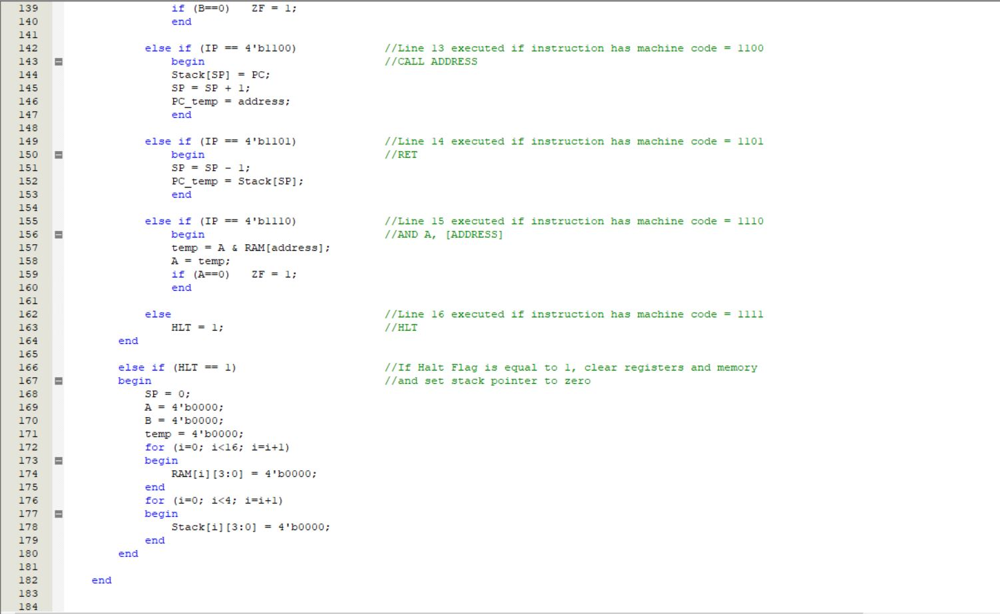 139 if (B==0) ZF = 1;
140 end
141
142 else if (IP == 4'b1100) //Line 13 executed if instruction has machine code = 1100
143 begin //CALL ADDRESS
144 Stack[SP] = PC;
145 SP = SP + 1;
146 PC_temp = address;
147 end
148
149 else if (IP == 4'b1101) //Line 14 executed if instruction has machine code = 1101
150 begin //RET
151 SP = SP - 1;
152 PC_temp = Stack[SP];
153 end
154
155 else if (IP == 4'b1110) //Line 15 executed if instruction has machine code = 1110
156 begin //AND A, [ADDRESS]
157 temp = A & RAM[address];
158 A = temp;
159 if (A==0) ZF = 1;
160 end
161
162 else //Line 16 executed if instruction has machine code = 1111
163 HLT = 1; //HLT
164 end
165
166 else if (HLT == 1) //If Halt Flag is equal to 1, clear registers and memory
167 begin //and set stack pointer to zero
168 SP = 0;
169 A = 4'b0000;
170 B = 4'b0000;
171 temp = 4'b0000;
172 for (i=0; i<16; i=i+1)
173 begin
174 RAM[i][3:0] = 4'b0000;
175 end
176 for (i=0; i<4; i=i+1)
177 begin
178 Stack[i][3:0] = 4'b0000;
179 end
180 end
181
182 end
183
184